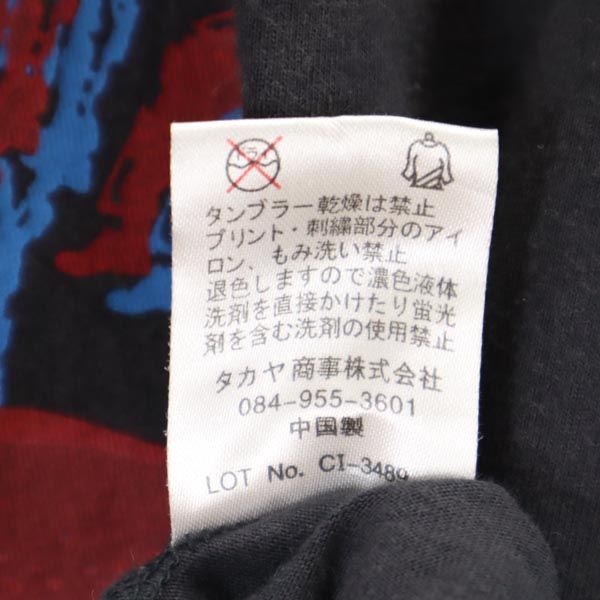 ドライ
タンブラー乾燥は禁止
プリント・刺繍部分のアイ
ロン、もみ洗い禁止
退色しますので濃色液体
洗剤を直接かけたり蛍光
剤を含む洗剤の使用禁止
タカヤ商事株式会社
084-955-3601
中国製
LOT No. CI-3489